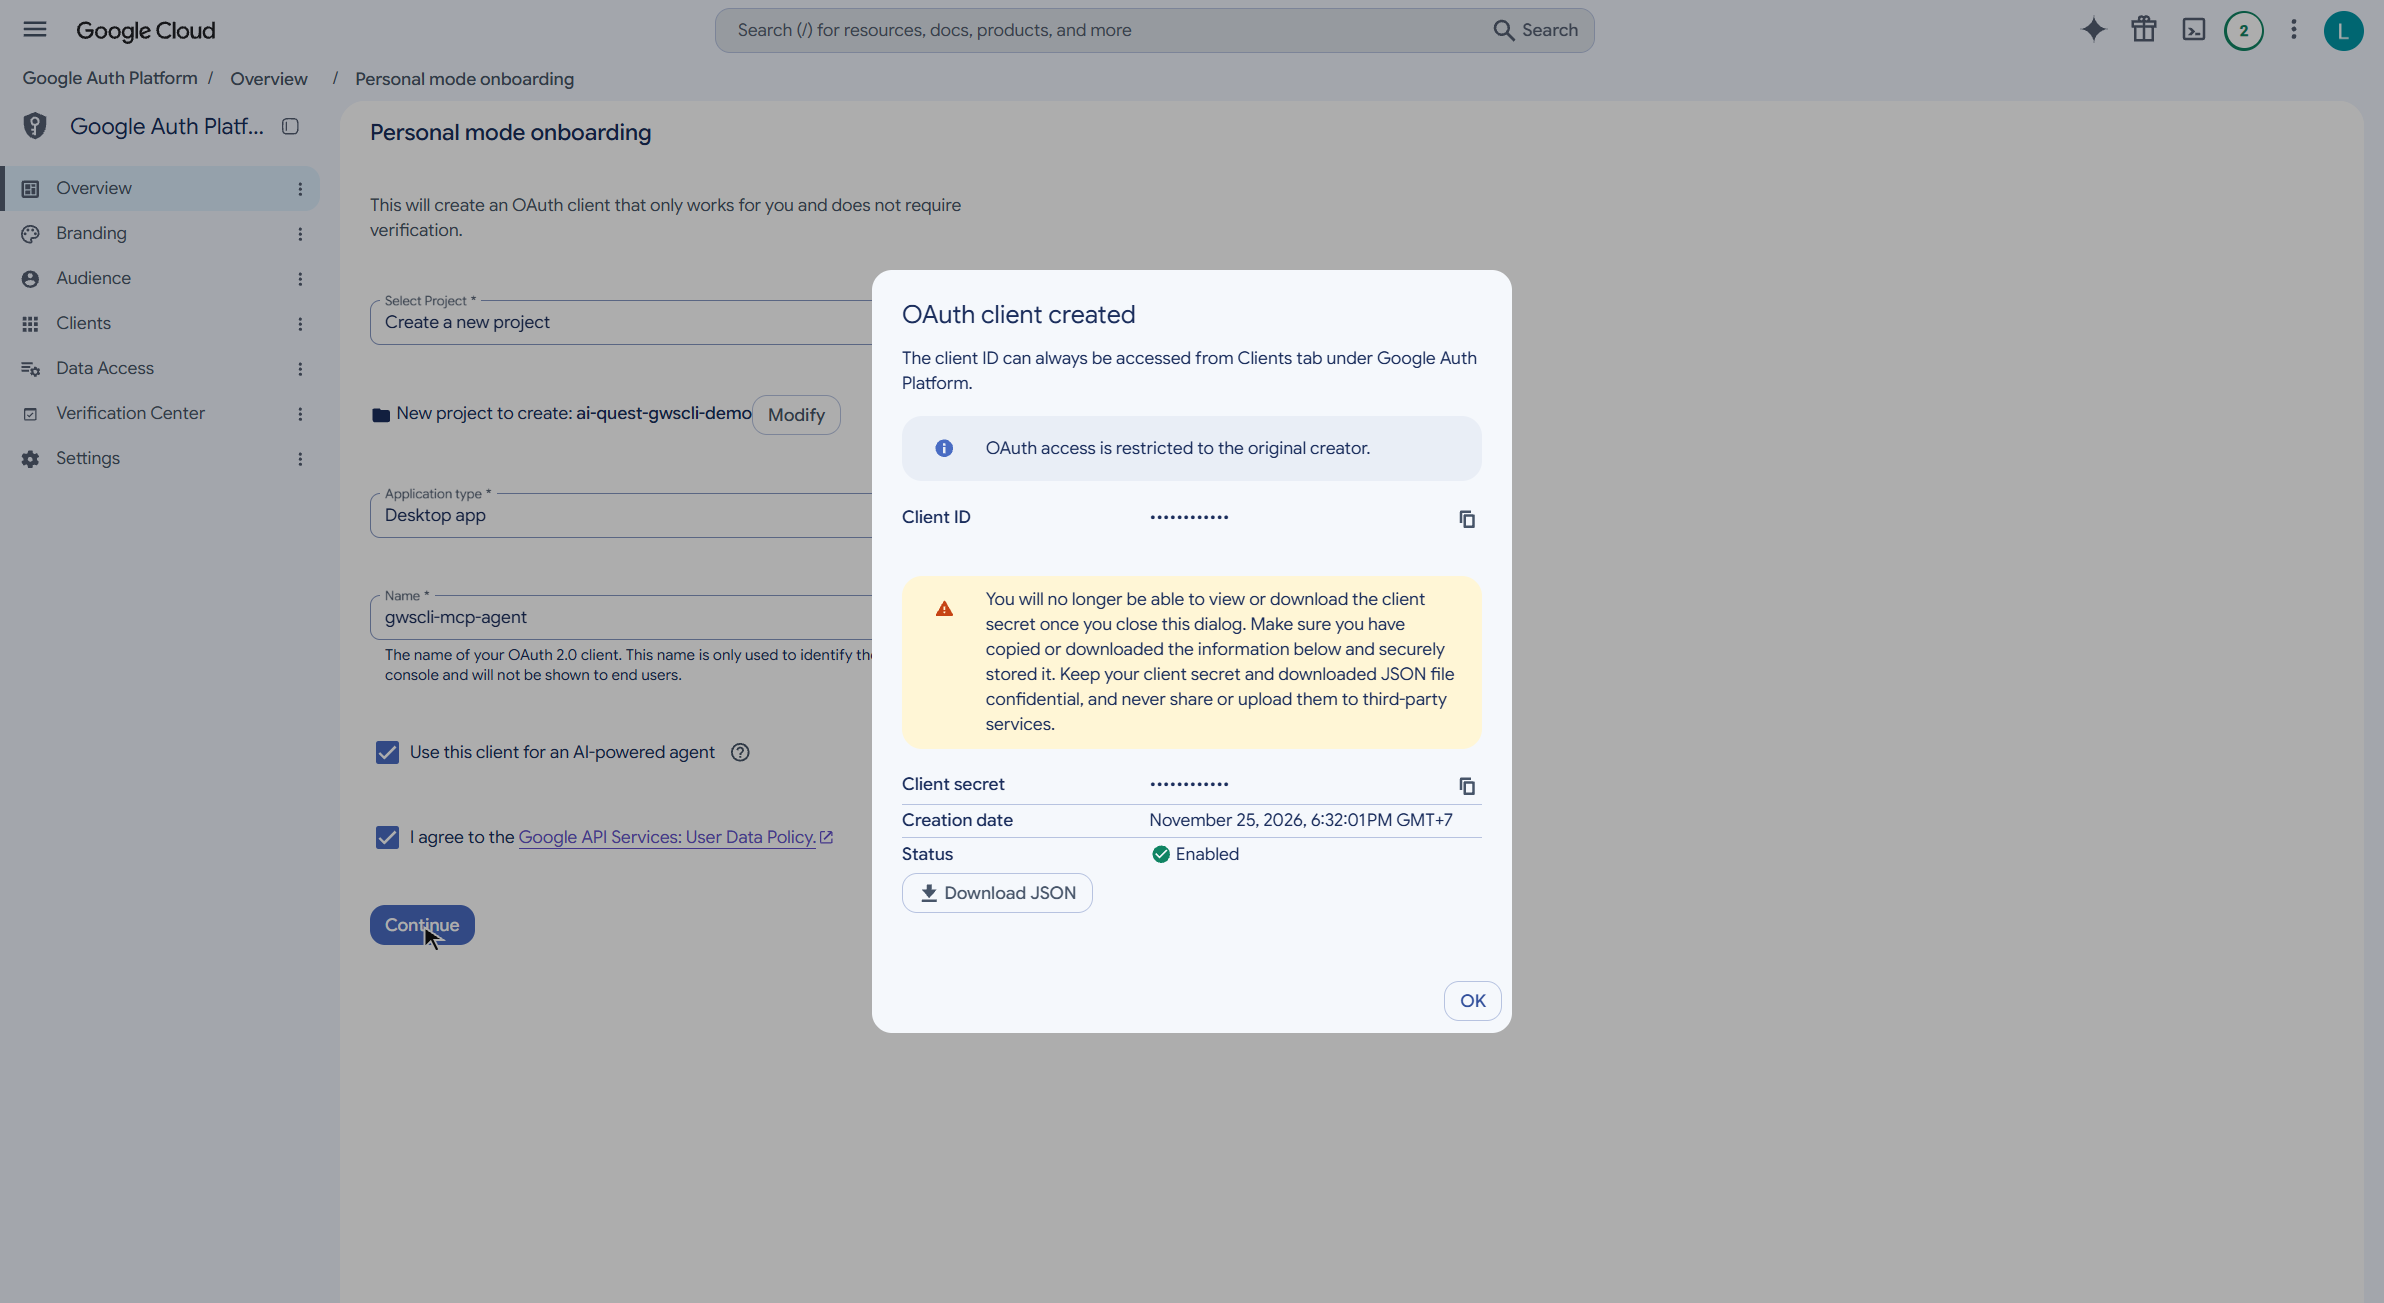 Google Cloud
Search (/) for resources, docs, products, and more
Search
2
L
Google Auth Platform / Overview / Personal mode onboarding
Google Auth Platf...
Overview
Branding
Audience
Clients
Data Access
Verification Center
Settings
Personal mode onboarding
This will create an OAuth client that only works for you and does not require
verification.
Select Project *
Create a new project
New project to create: ai-quest-gwscli-demo
Modify
Application type *
Desktop app
Name *
gwscli-mcp-agent
The name of your OAuth 2.0 client. This name is only used to identify the
console and will not be shown to end users.
Use this client for an AI-powered agent
I agree to the Google API Services: User Data Policy.
Continue
OAuth client created
The client ID can always be accessed from Clients tab under Google Auth
Platform.
OAuth access is restricted to the original creator.
Client ID ••••••••••••
You will no longer be able to view or download the client
secret once you close this dialog. Make sure you have
copied or downloaded the information below and securely
stored it. Keep your client secret and downloaded JSON file
confidential, and never share or upload them to third-party
services.
Client secret ••••••••••••
Creation date November 25, 2026, 6:32:01 PM GMT+7
Status Enabled
Download JSON
OK